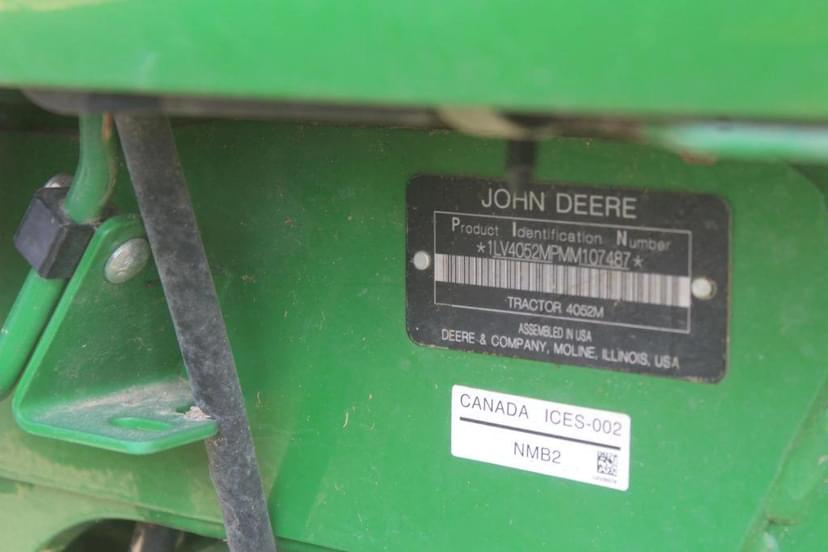 JOHN DEERE
Product Identification Number
*1LV4052MPMM107487*
TRACTOR 4052M
ASSEMBLED IN USA
DEERE & COMPANY, MOLINE, ILLINOIS, USA
CANADA ICES-002
NMB2